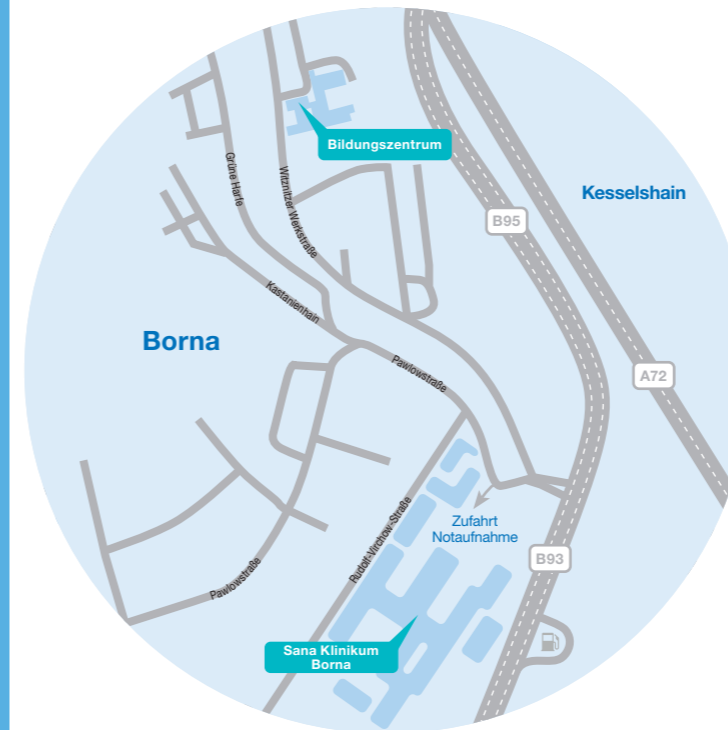 Bildungszentrum
Grüne Harfe
Witznitzer Werkstraße
Kesselshain
B95
Kastanienhain
Borna
Pawlowstraße
A72
Rudolf-Virchow-Straße
Zufahrt
Notaufnahme
B93
Pawlowstraße
Sana Klinikum
Borna